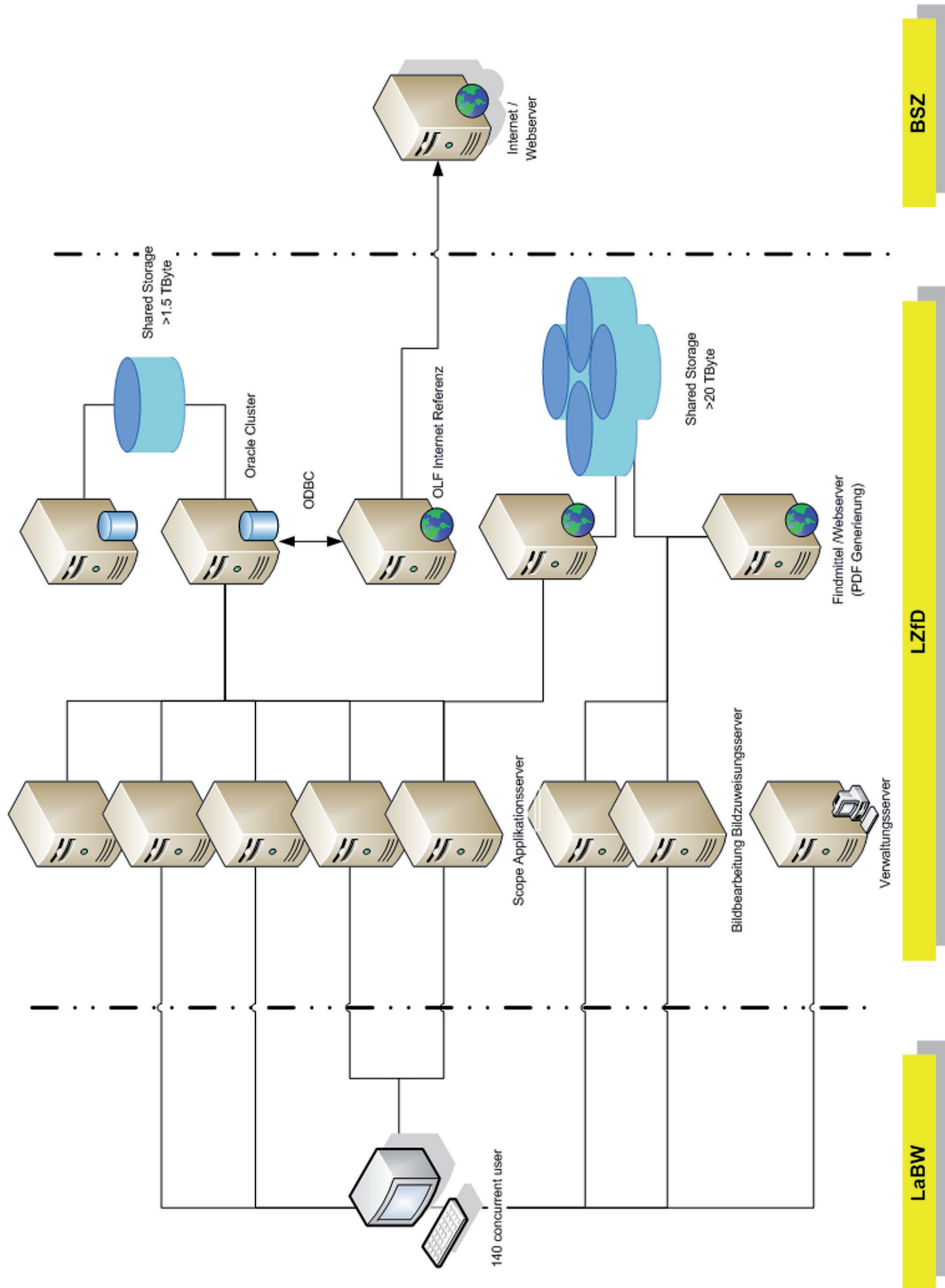 140 concurrent user
Scope Applikationsserver
Bildbearbeitung Bildzuweisungsserver
Verwaltungsserver
Shared Storage
>1.5 TByte
Oracle Cluster
ODBC
OLF Internet Referenz
Shared Storage
>20 TByte
Findmittel /Webserver
(PDF Generierung)
Internet /
Webserver
LaBW
LZfD
BSZ